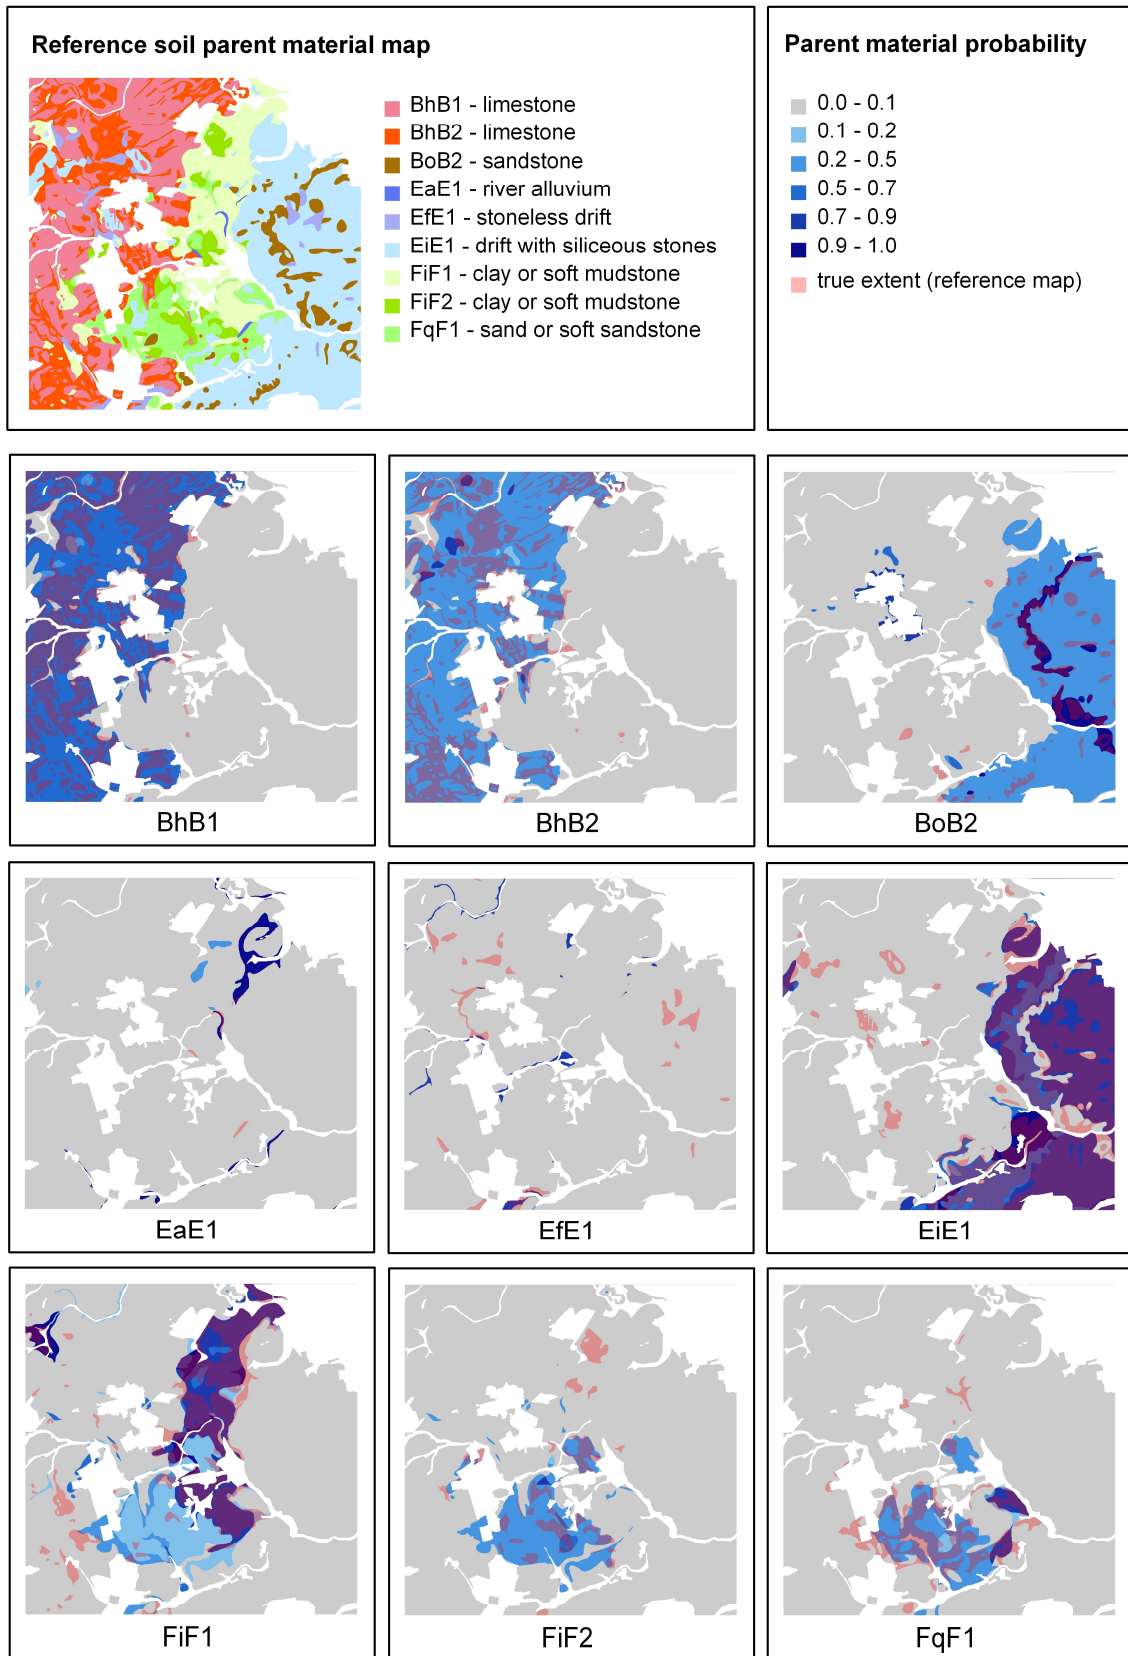 Reference soil parent material map
BhB1 - limestone
BhB2 - limestone
BoB2 - sandstone
EaE1 - river alluvium
EfE1 - stoneless drift
EiE1 - drift with siliceous stones
FiF1 - clay or soft mudstone
FiF2 - clay or soft mudstone
FqF1 - sand or soft sandstone
Parent material probability
0.0 - 0.1
0.1 - 0.2
0.2 - 0.5
0.5 - 0.7
0.7 - 0.9
0.9 - 1.0
true extent (reference map)
BhB1
BhB2
BoB2
EaE1
EfE1
EiE1
FiF1
FiF2
FqF1